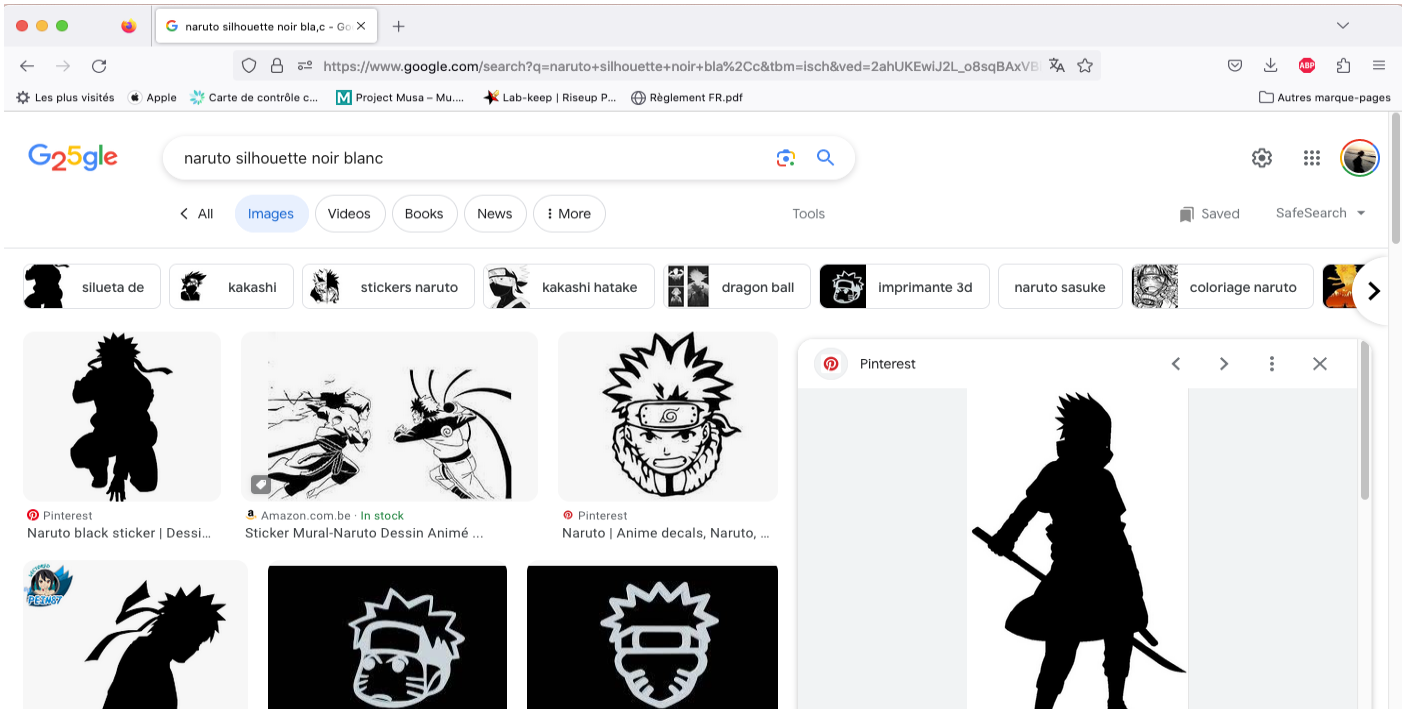 naruto silhouette noir bla,c - Go
https://www.google.com/search?q=naruto+silhouette+noir+bla%2Cc&tbm=isch&ved=2ahUKEwiJ2L_o8sqBAxVB
ABP
Les plus visités Apple Carte de contrôle c... M Project Musa – Mu.... Lab-keep | Riseup P... Règlement FR.pdf Autres marque-pages
G25gle naruto silhouette noir blanc
All Images Videos Books News More Tools Saved SafeSearch
silueta de kakashi stickers naruto kakashi hatake dragon ball imprimante 3d naruto sasuke coloriage naruto
Pinterest
Pinterest
Naruto black sticker | Dessi...
Amazon.com.be · In stock
Sticker Mural-Naruto Dessin Animé ...
Pinterest
Naruto | Anime decals, Naruto, ...
PEIN87